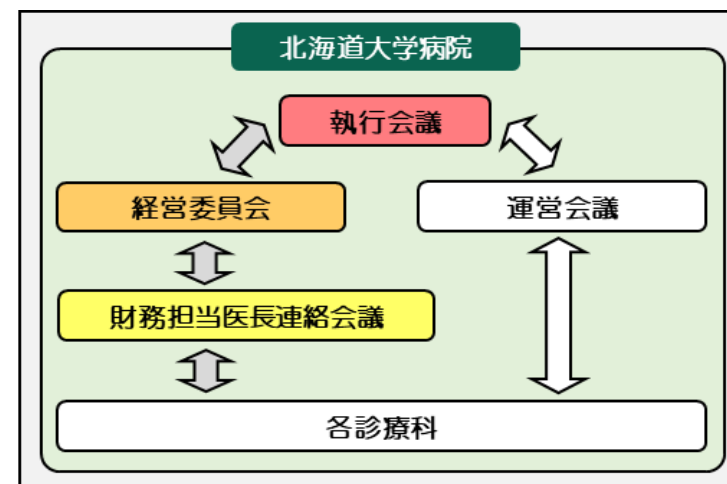 北海道大学病院
執行会議
経営委員会
運営会議
財務担当医長連絡会議
各診療科